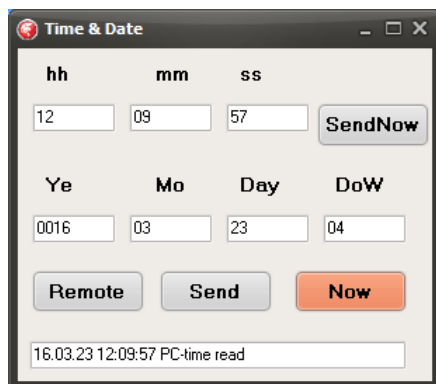 Time & Date
hh mm ss
12 09 57 SendNow
Ye Mo Day DoW
0016 03 23 04
Remote Send Now
16.03.23 12:09:57 PC-time read